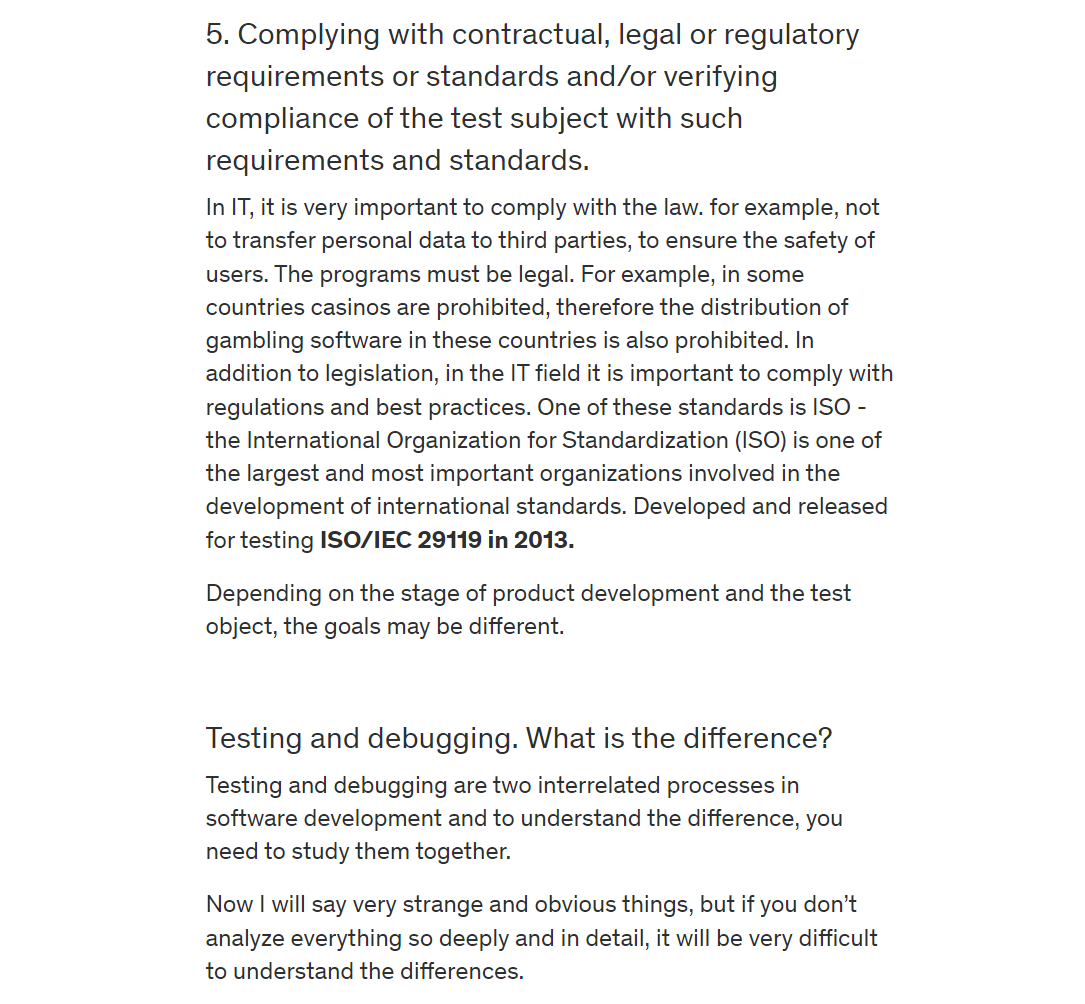 5. Complying with contractual, legal or regulatory
requirements or standards and/or verifying
compliance of the test subject with such
requirements and standards.
In IT, it is very important to comply with the law. for example, not
to transfer personal data to third parties, to ensure the safety of
users. The programs must be legal. For example, in some
countries casinos are prohibited, therefore the distribution of
gambling software in these countries is also prohibited. In
addition to legislation, in the IT field it is important to comply with
regulations and best practices. One of these standards is ISO -
the International Organization for Standardization (ISO) is one of
the largest and most important organizations involved in the
development of international standards. Developed and released
for testing ISO/IEC 29119 in 2013.
Depending on the stage of product development and the test
object, the goals may be different.
Testing and debugging. What is the difference?
Testing and debugging are two interrelated processes in
software development and to understand the difference, you
need to study them together.
Now I will say very strange and obvious things, but if you don’t
analyze everything so deeply and in detail, it will be very difficult
to understand the differences.